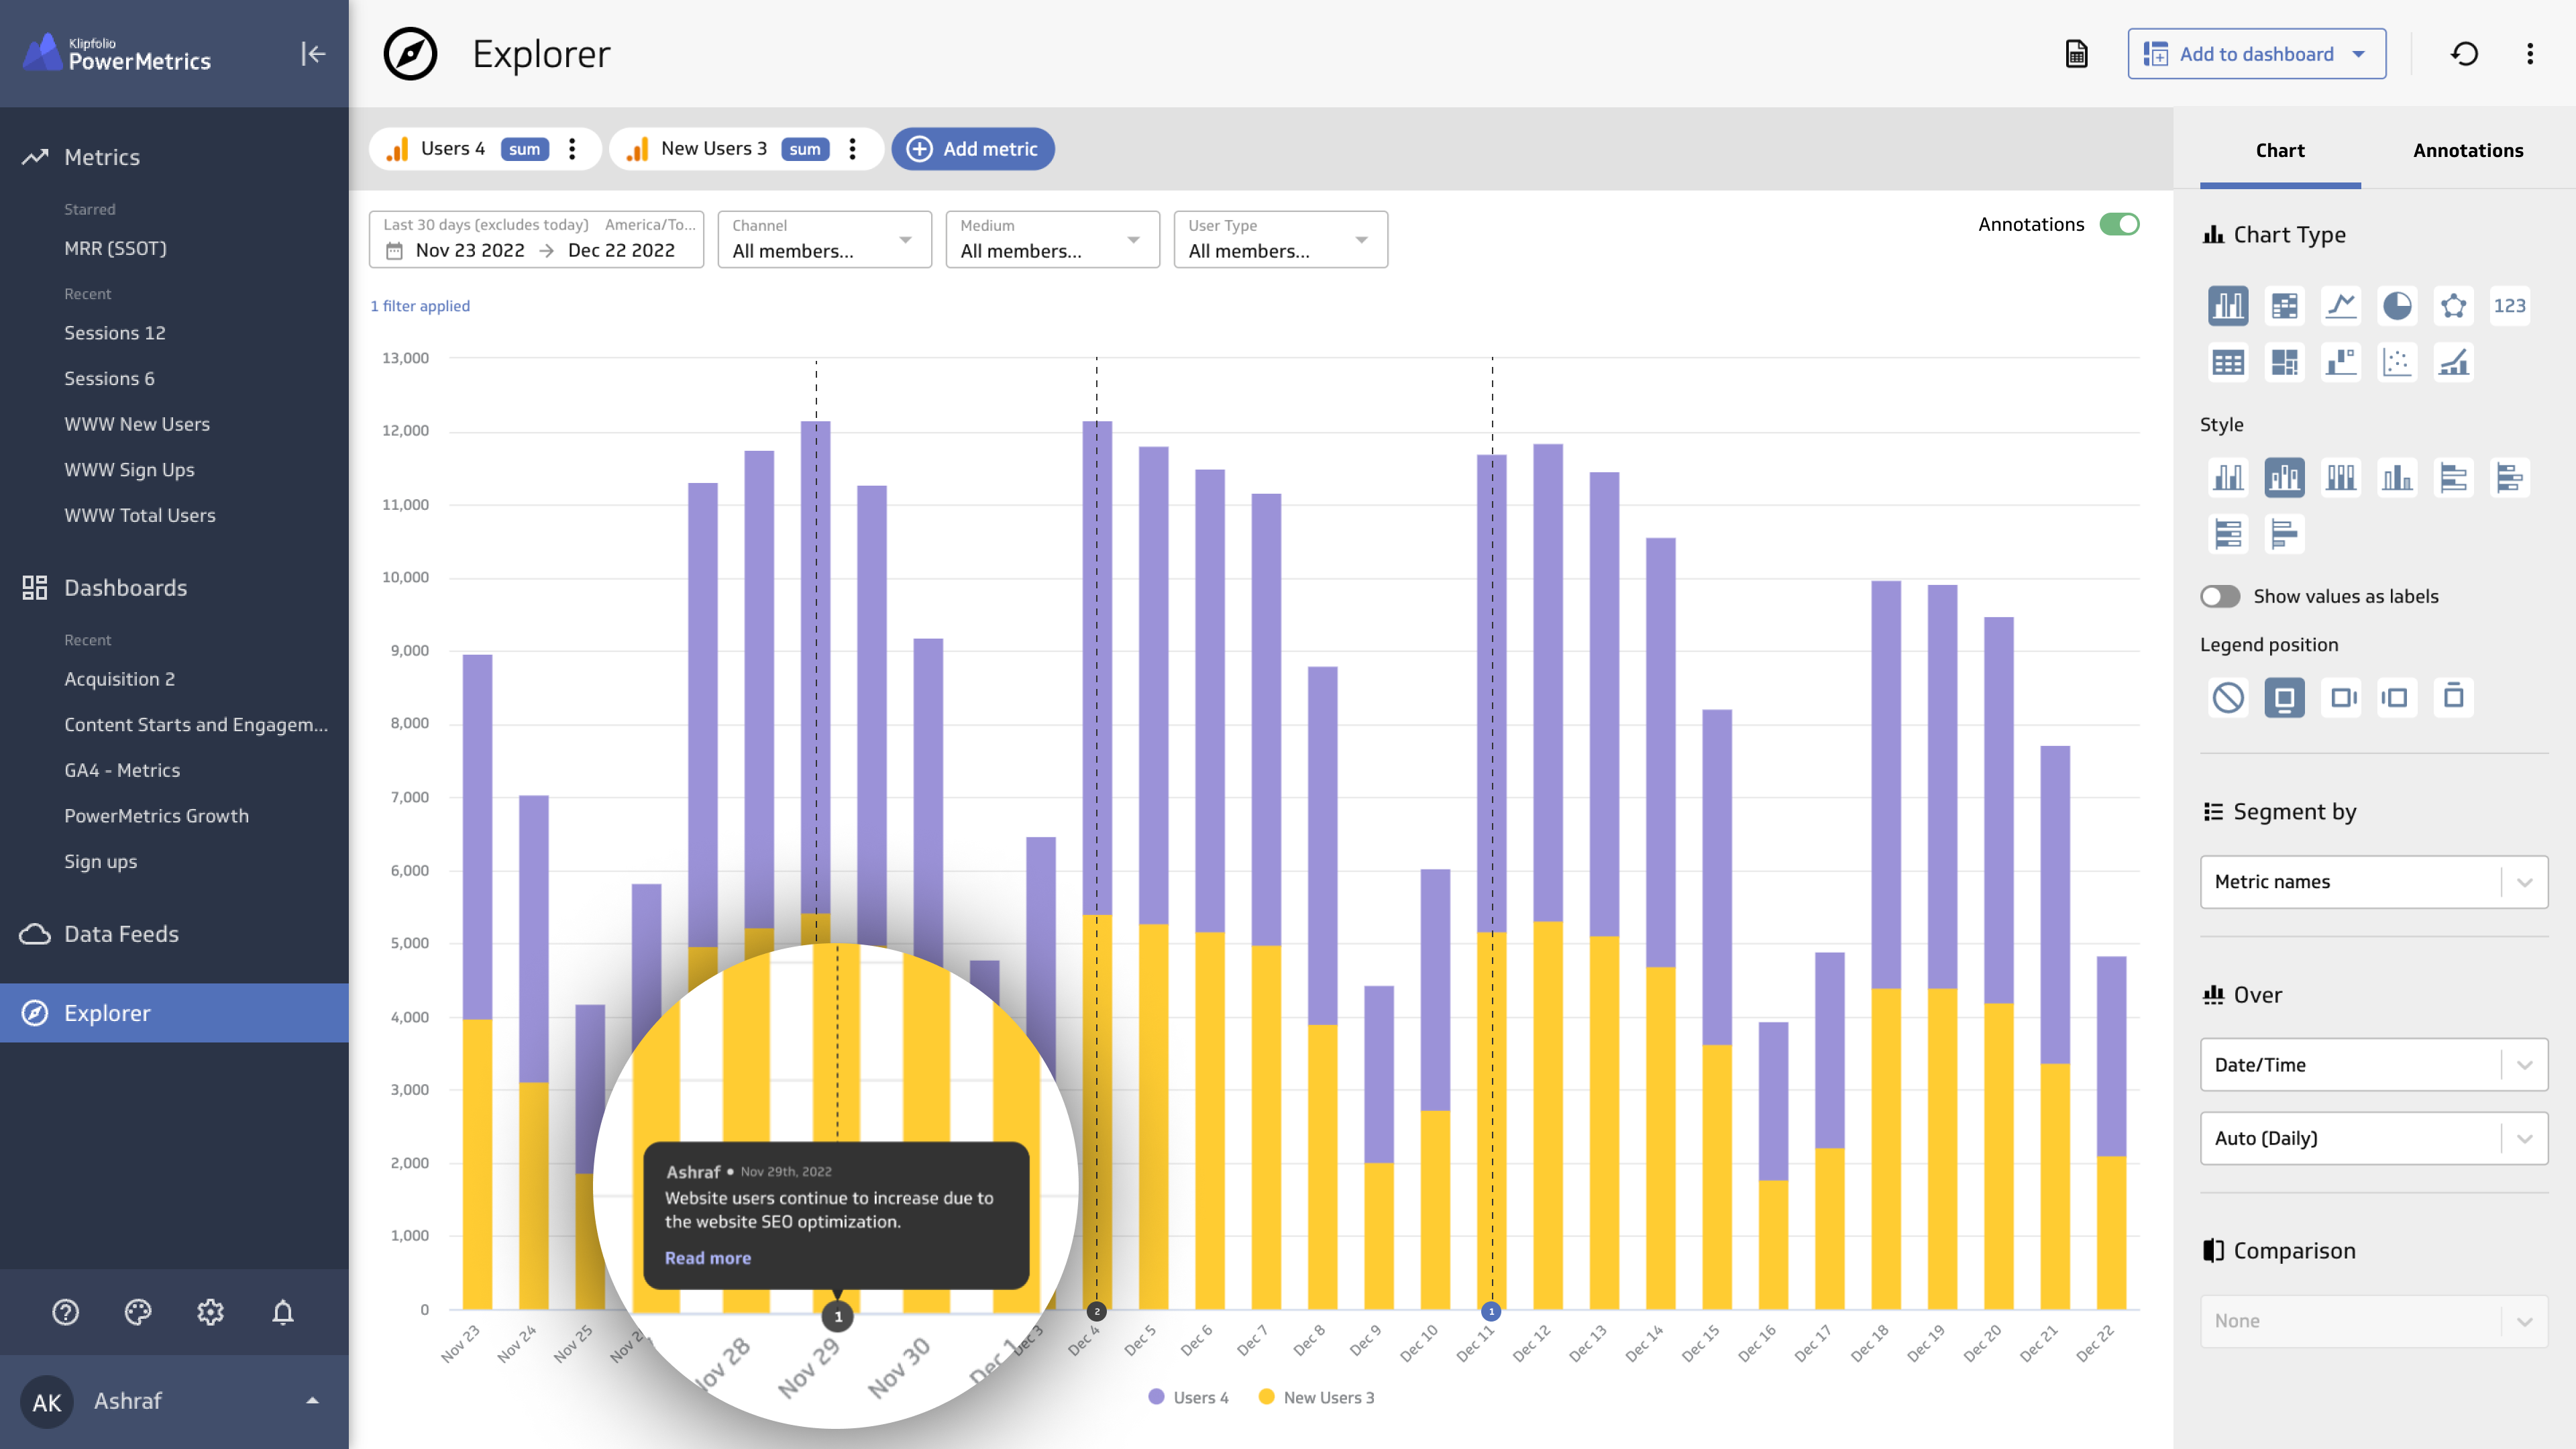 Klipfolio
PowerMetrics
Metrics
Starred
MRR (SSOT)
Recent
Sessions 12
Sessions 6
WWW New Users
WWW Sign Ups
WWW Total Users
Dashboards
Recent
Acquisition 2
Content Starts and Engagem...
GA4 - Metrics
PowerMetrics Growth
Sign ups
Data Feeds
Explorer
AK Ashraf
Explorer
Add to dashboard
Users 4 sum
New Users 3 sum
Add metric
Last 30 days (excludes today) America/To...
Nov 23 2022 → Dec 22 2022
Channel
All members...
Medium
All members...
User Type
All members...
Annotations
1 filter applied
13,000
12,000
11,000
10,000
9,000
8,000
7,000
6,000
5,000
4,000
3,000
2,000
1,000
0
Ashraf • Nov 29th, 2022
Website users continue to increase due to
the website SEO optimization.
Read more
1
2
1
Nov 23
Nov 24
Nov 25
Nov 28
Nov 29
Nov 30
Dec 1
Dec 3
Dec 4
Dec 5
Dec 6
Dec 7
Dec 8
Dec 9
Dec 10
Dec 11
Dec 12
Dec 13
Dec 14
Dec 15
Dec 16
Dec 17
Dec 18
Dec 19
Dec 20
Dec 21
Dec 22
Users 4
New Users 3
Chart
Annotations
Chart Type
123
Style
Show values as labels
Legend position
Segment by
Metric names
Over
Date/Time
Auto (Daily)
Comparison
None